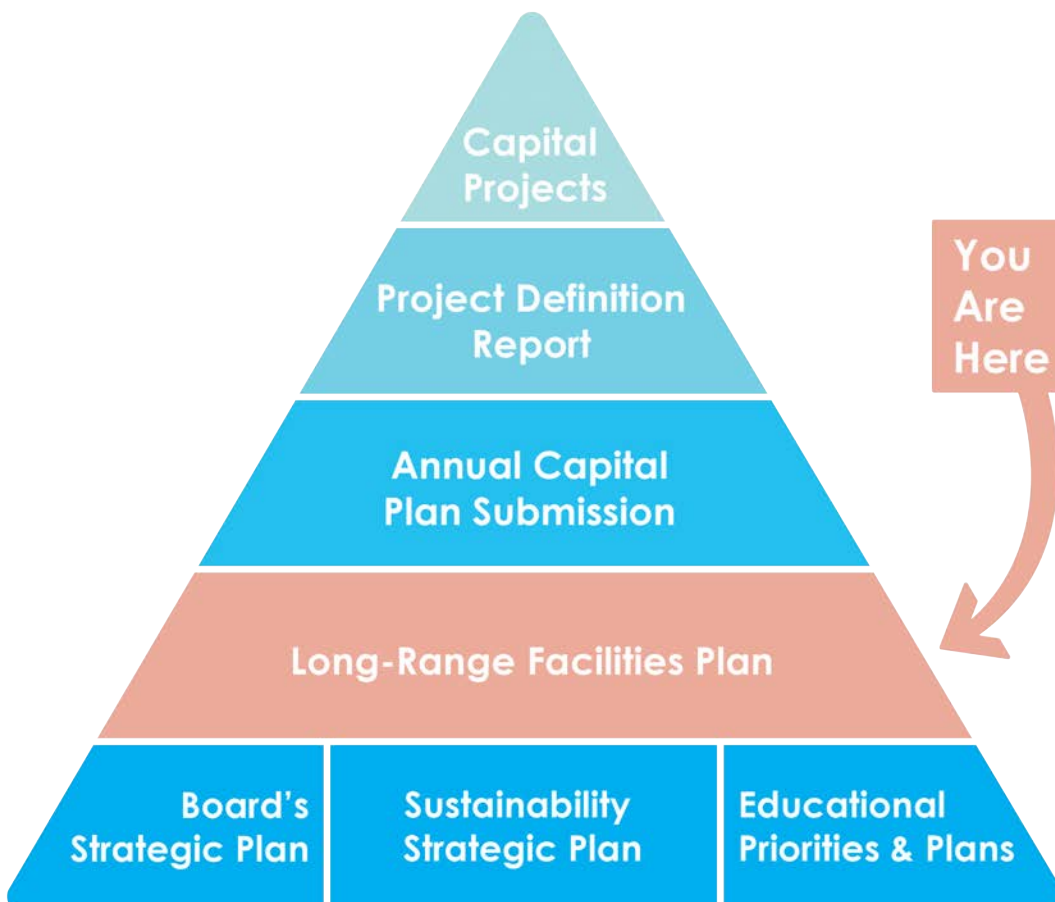 Capital
Projects
Project Definition
Report
You
Are
Here
Annual Capital
Plan Submission
Long-Range Facilities Plan
Board's
Strategic Plan
Sustainability
Strategic Plan
Educational
Priorities & Plans